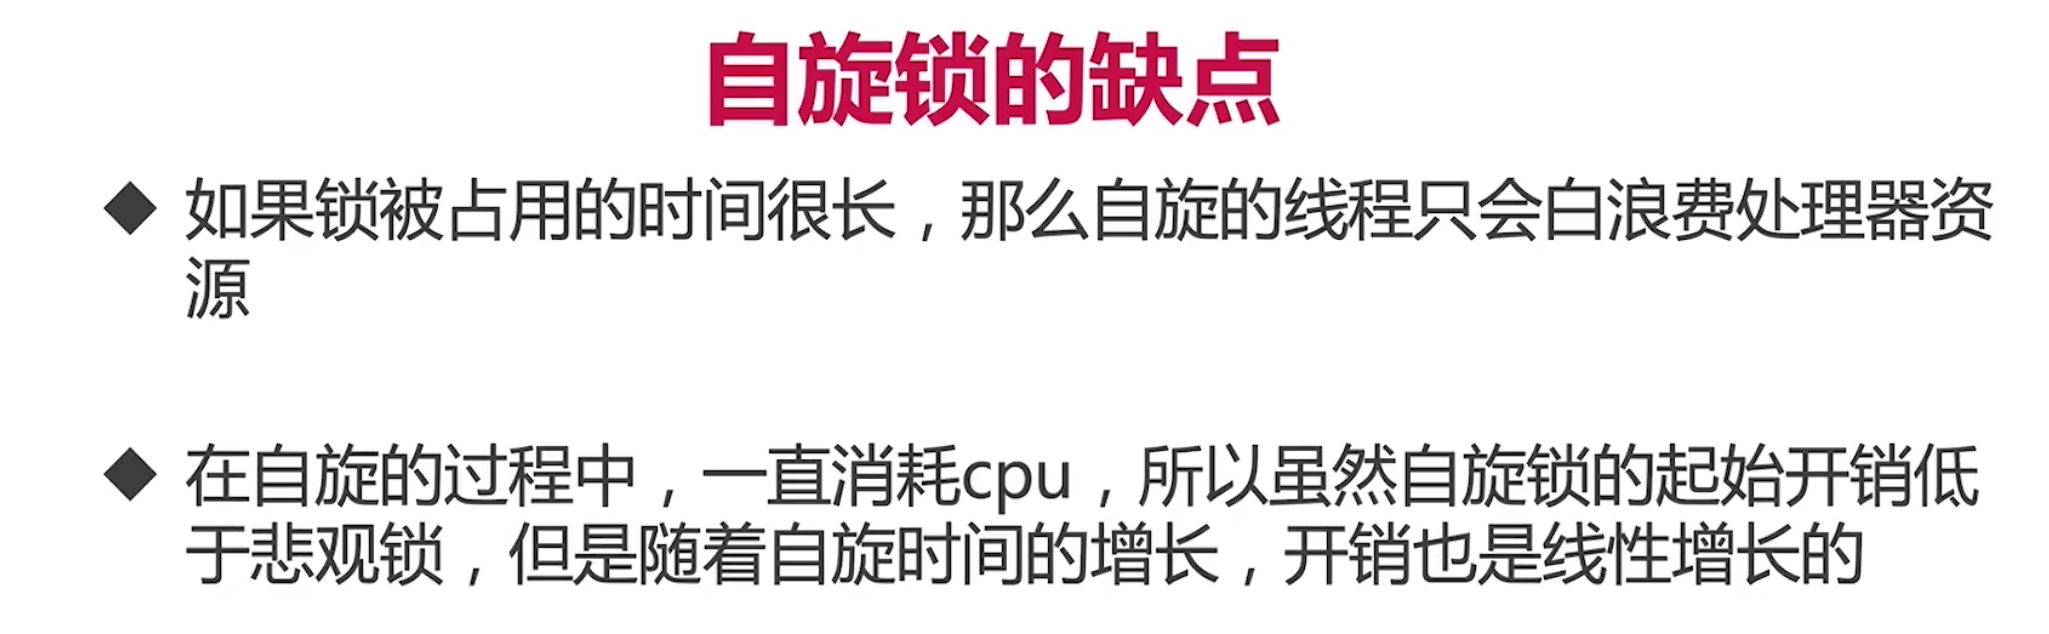 自旋锁的缺点
◆ 如果锁被占用的时间很长，那么自旋的线程只会白浪费处理器资
源
◆ 在自旋的过程中，一直消耗cpu，所以虽然自旋锁的起始开销低
于悲观锁，但是随着自旋时间的增长，开销也是线性增长的